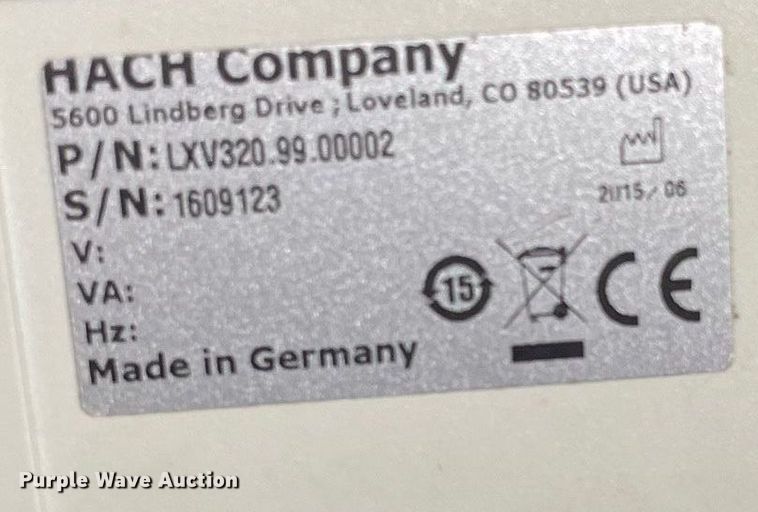 HACH Company
5600 Lindberg Drive ; Loveland, CO 80539 (USA)
P/N: LXV320.99.00002
S/N: 1609123
2015/06
V:
VA:
Hz:
15
CE
Made in Germany
Purple Wave Auction